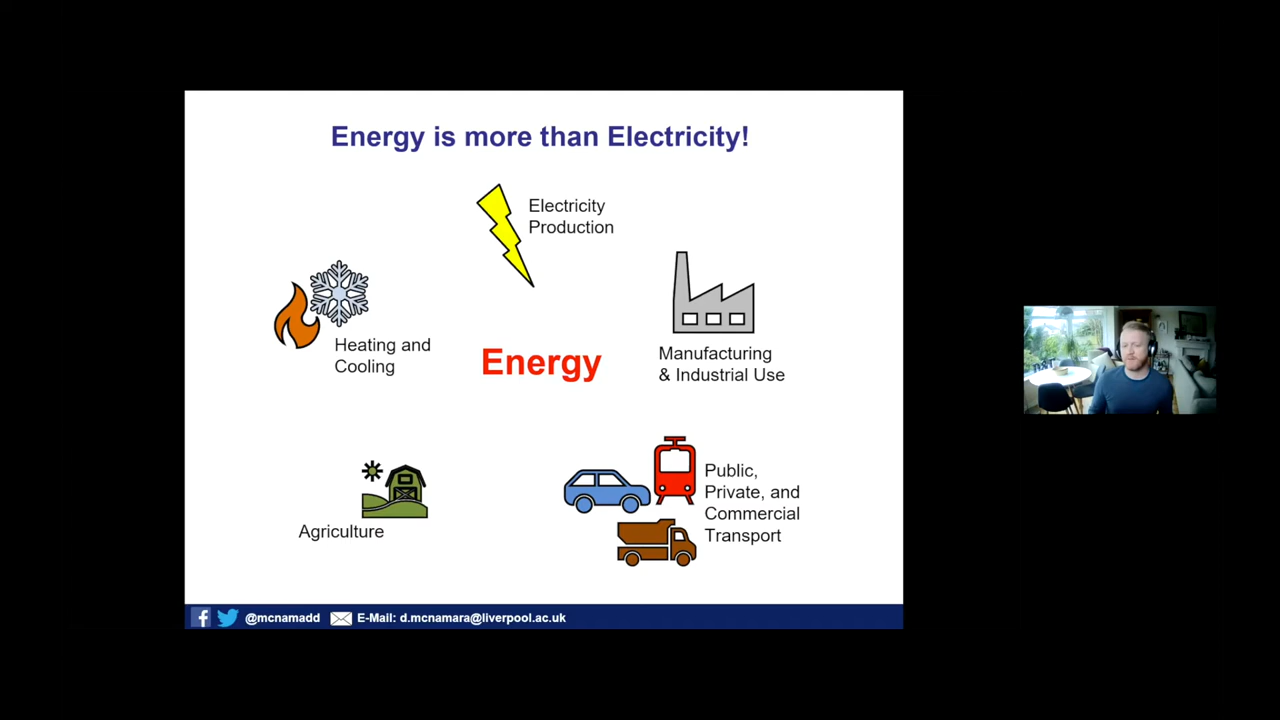 Energy is more than Electricity!
Electricity
Production
Heating and
Cooling
Energy
Manufacturing
& Industrial Use
Agriculture
Public,
Private, and
Commercial
Transport
@mcnamadd E-Mail: d.mcnamara@liverpool.ac.uk